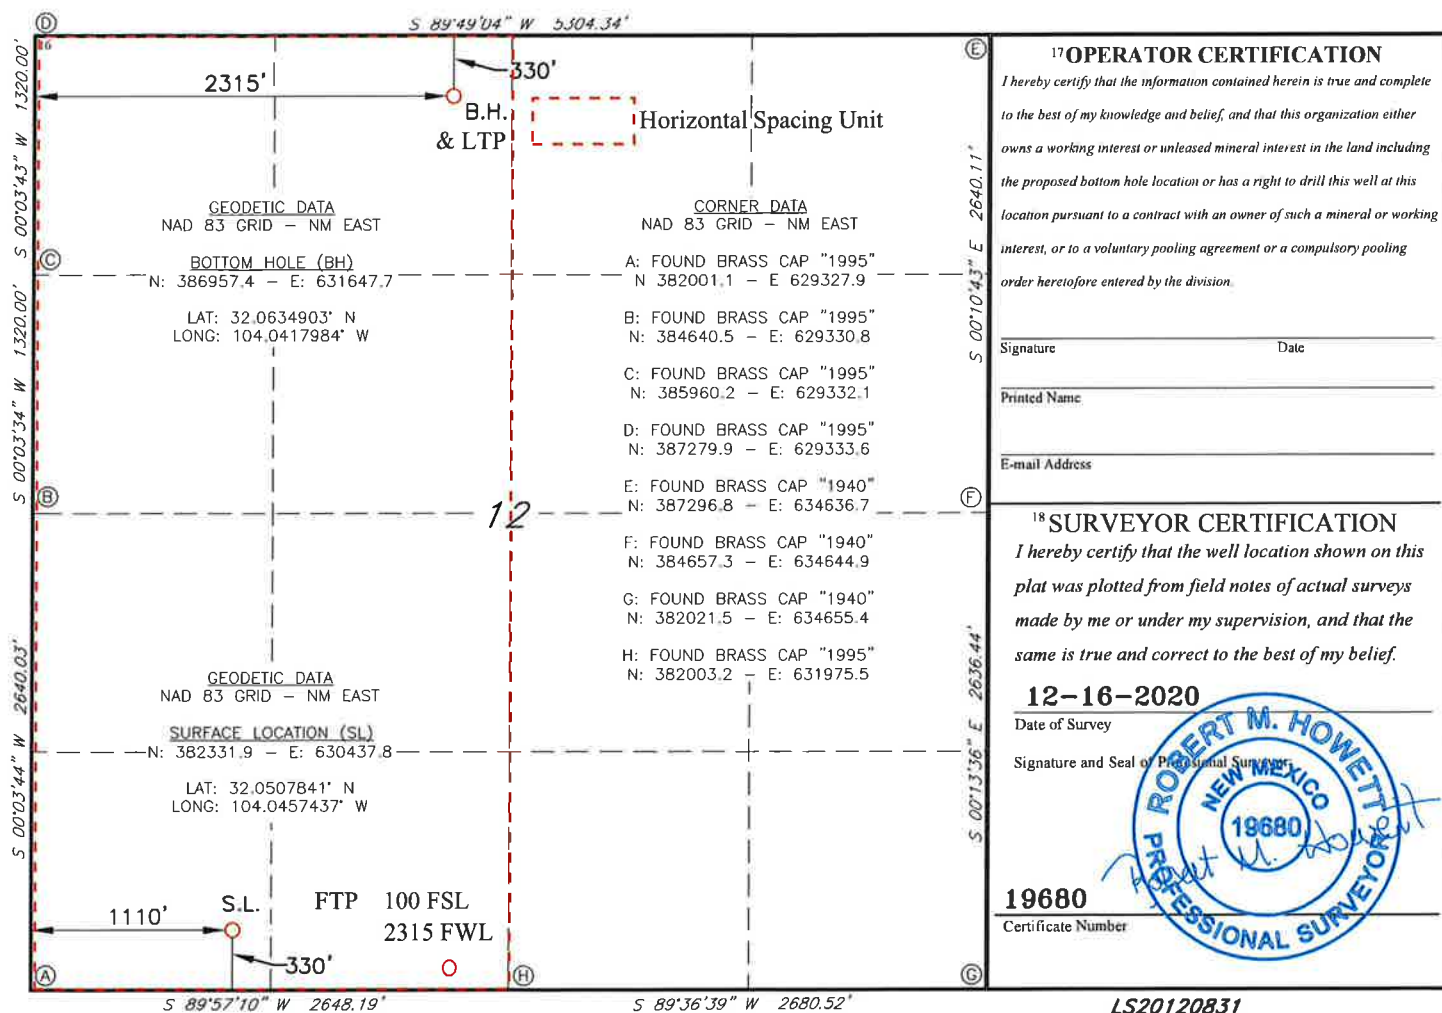 S 89°49'04" W 5304.34'
D
16
E
330'
2315'
B.H.
& LTP
Horizontal Spacing Unit
S 00°03'43" W 1320.00'
S 00°10'43" E 2640.11'
GEODETIC DATA
NAD 83 GRID – NM EAST
BOTTOM HOLE (BH)
N: 386957.4 – E: 631647.7
LAT: 32.0634903° N
LONG: 104.0417984° W
C
S 00°03'34" W 1320.00'
B
12
F
CORNER DATA
NAD 83 GRID – NM EAST
A: FOUND BRASS CAP "1995"
N 382001.1 – E 629327.9
B: FOUND BRASS CAP "1995"
N: 384640.5 – E: 629330.8
C: FOUND BRASS CAP "1995"
N: 385960.2 – E: 629332.1
D: FOUND BRASS CAP "1995"
N: 387279.9 – E: 629333.6
E: FOUND BRASS CAP "1940"
N: 387296.8 – E: 634636.7
F: FOUND BRASS CAP "1940"
N: 384657.3 – E: 634644.9
G: FOUND BRASS CAP "1940"
N: 382021.5 – E: 634655.4
H: FOUND BRASS CAP "1995"
N: 382003.2 – E: 631975.5
S 00°03'44" W 2640.03'
S 00°13'36" E 2636.44'
GEODETIC DATA
NAD 83 GRID – NM EAST
SURFACE LOCATION (SL)
N: 382331.9 – E: 630437.8
LAT: 32.0507841° N
LONG: 104.0457437° W
S.L.
1110'
330'
FTP 100 FSL
2315 FWL
A
H
G
S 89°57'10" W 2648.19'
S 89°36'39" W 2680.52'
17 OPERATOR CERTIFICATION
I hereby certify that the information contained herein is true and complete
to the best of my knowledge and belief, and that this organization either
owns a working interest or unleased mineral interest in the land including
the proposed bottom hole location or has a right to drill this well at this
location pursuant to a contract with an owner of such a mineral or working
interest, or to a voluntary pooling agreement or a compulsory pooling
order heretofore entered by the division.
Signature Date
Printed Name
E-mail Address
18 SURVEYOR CERTIFICATION
I hereby certify that the well location shown on this
plat was plotted from field notes of actual surveys
made by me or under my supervision, and that the
same is true and correct to the best of my belief.
12-16-2020
Date of Survey
Signature and Seal of Professional Surveyor:
ROBERT M. HOWETT
NEW MEXICO
19680
PROFESSIONAL SURVEYOR
Robert M. Howett
19680
Certificate Number
LS20120831